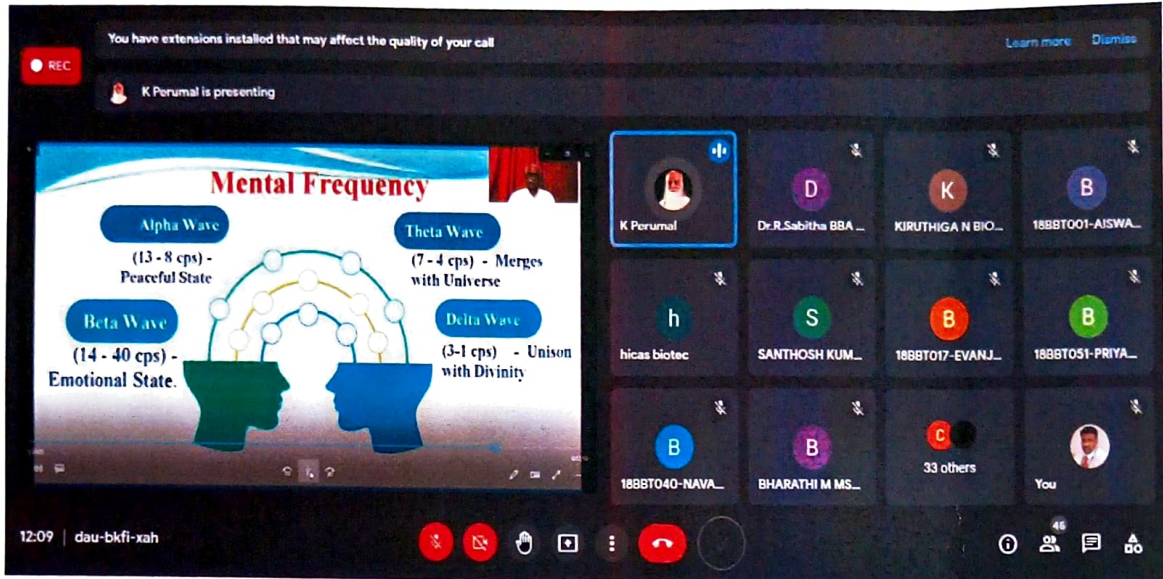 You have extensions installed that may affect the quality of your call
Learn more
Dismiss
REC
K Perumal is presenting
Mental Frequency
Alpha Wave
(13 - 8 cps) -
Peaceful State
Theta Wave
(7 - 4 cps) - Merges
with Universe
Beta Wave
(14 - 40 cps) -
Emotional State.
Delta Wave
(3-1 cps) - Unison
with Divinity
K Perumal
D
Dr.R.Sabitha BBA ...
K
KIRUTHIGA N BIO...
B
18BBT001-AISWA...
h
hicas biotec
S
SANTHOSH KUM...
B
18BBT017-EVANJ...
B
18BBT051-PRIYA...
B
18BBT040-NAVA...
B
BHARATHI M MS...
C
33 others
You
12:09 | dau-bkfi-xah
46